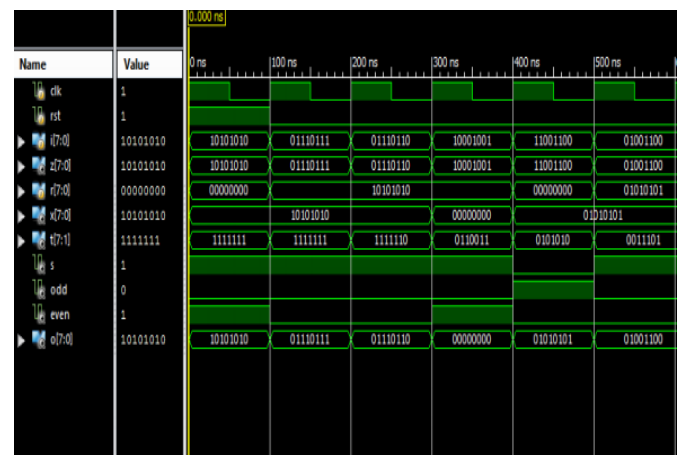 0.000 ns
Name Value 0 ns 100 ns 200 ns 300 ns 400 ns 500 ns
clk 1
rst 1
i[7:0] 10101010 10101010 01110111 01110110 10001001 11001100 01001100
z[7:0] 10101010 10101010 01110111 01110110 10001001 11001100 01001100
r[7:0] 00000000 00000000 10101010 00000000 01010101
x[7:0] 10101010 10101010 00000000 01010101
t[7:1] 1111111 1111111 1111111 1111110 0110011 0101010 0011101
s 1
odd 0
even 1
o[7:0] 10101010 10101010 01110111 01110110 00000000 01010101 01001100